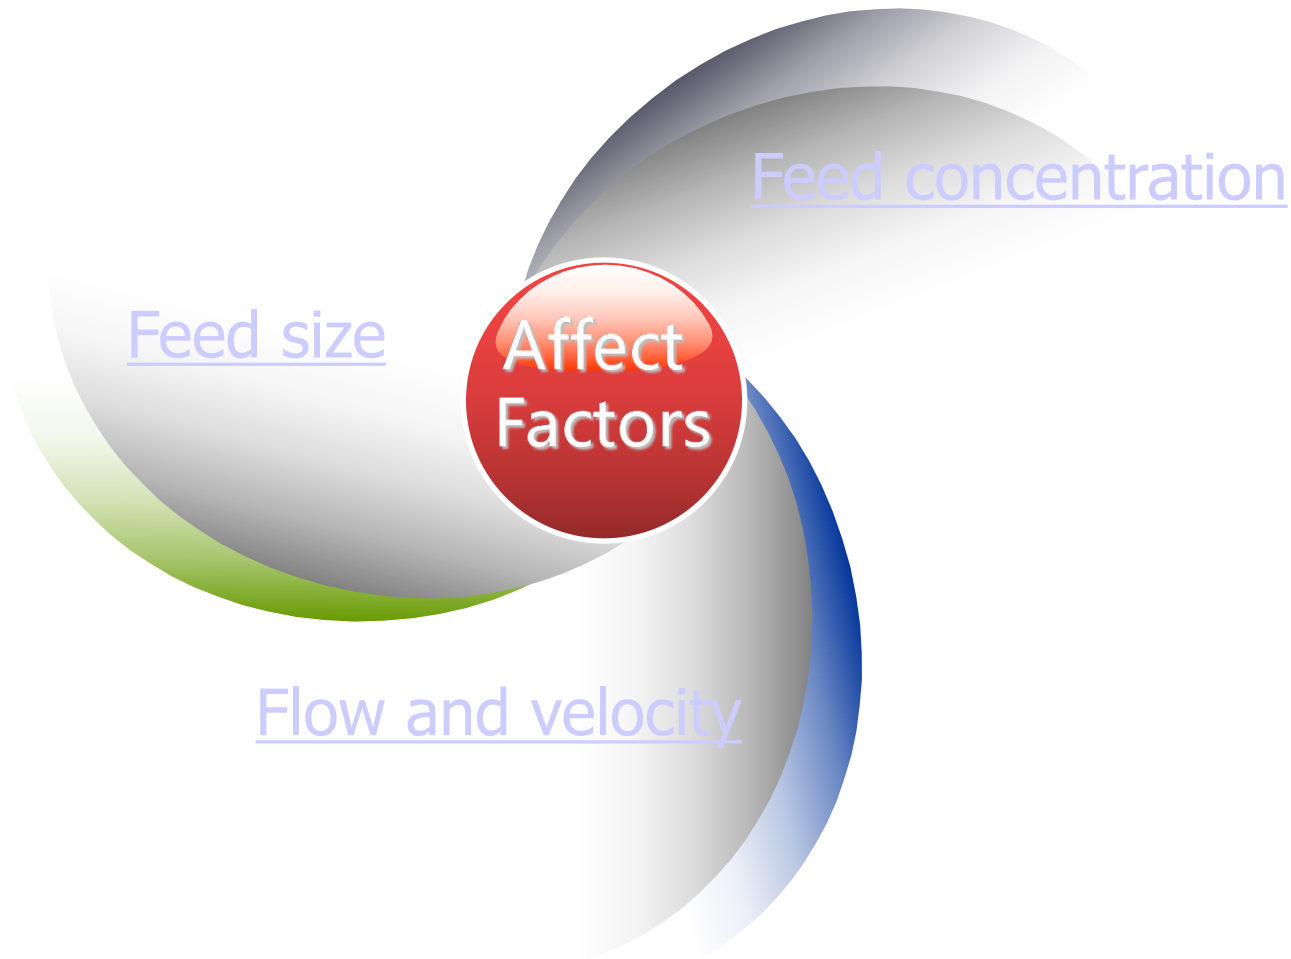 Feed concentration
Feed size
Affect
Factors
Flow and velocity